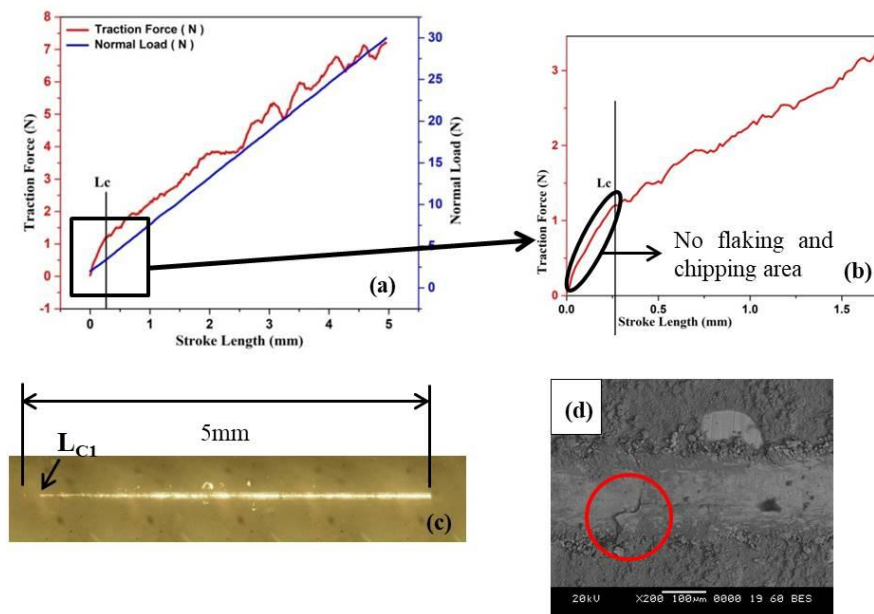 Traction Force ( N )
Normal Load ( N )
8
7
6
5
4
3
2
1
0
-1
Traction Force (N)
30
25
20
15
10
5
0
Normal Load (N)
Lc
(a)
0 1 2 3 4 5
Stroke Length (mm)
3
2
1
0
Traction Force (N)
Lc
No flaking and
chipping area
(b)
0.0 0.5 1.0 1.5
Stroke Length (mm)
5mm
LC1
(c)
(d)
20kV X200 100μm 0000 19 60 BES